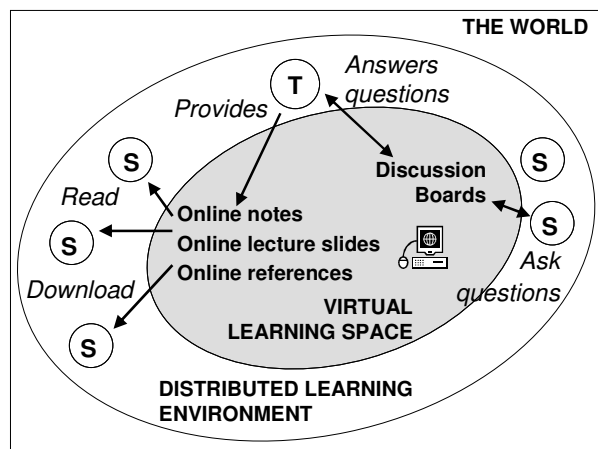 THE WORLD
T
Answers
questions
Provides
S
Read
S
Download
S
Online notes
Online lecture slides
Online references
Discussion
Boards
S
S
Ask
questions
VIRTUAL
LEARNING SPACE
DISTRIBUTED LEARNING
ENVIRONMENT